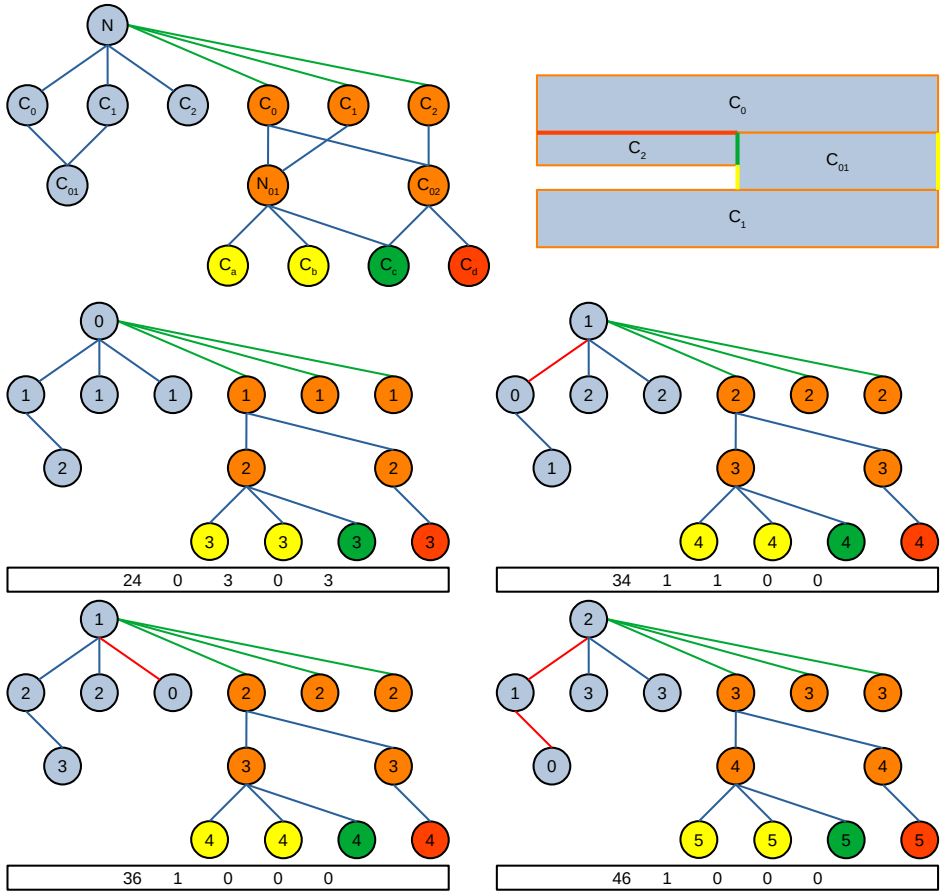 N
C₀ C₁ C₂ C₀ C₁ C₂
C₀₁ N₀₁ C₀₂
Cₐ C_b C_c C_d
C₀
C₂ C₀₁
C₁
0
1 1 1 1 1 1
2 2 2
3 3 3 3
24 0 3 0 3
1
0 2 2 2 2 2
1 3 3
4 4 4 4
34 1 1 0 0
1
2 2 0 2 2 2
3 3 3
4 4 4 4
36 1 0 0 0
2
1 3 3 3 3 3
0 4 4
5 5 5 5
46 1 0 0 0